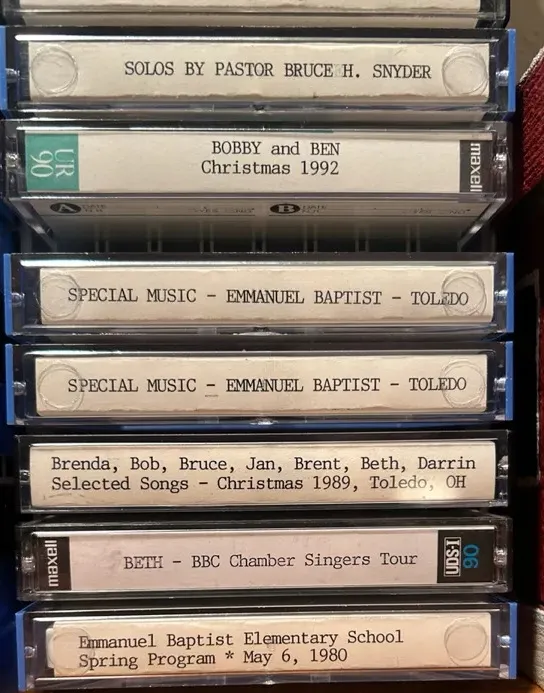 SOLOS BY PASTOR BRUCE H. SNYDER
UR
90
BOBBY and BEN
Christmas 1992
maxell
A
B
SPECIAL MUSIC - EMMANUEL BAPTIST - TOLEDO
SPECIAL MUSIC - EMMANUEL BAPTIST - TOLEDO
Brenda, Bob, Bruce, Jan, Brent, Beth, Darrin
Selected Songs - Christmas 1989, Toledo, OH
maxell
BETH - BBC Chamber Singers Tour
UDS-I
90
Emmanuel Baptist Elementary School
Spring Program * May 6, 1980